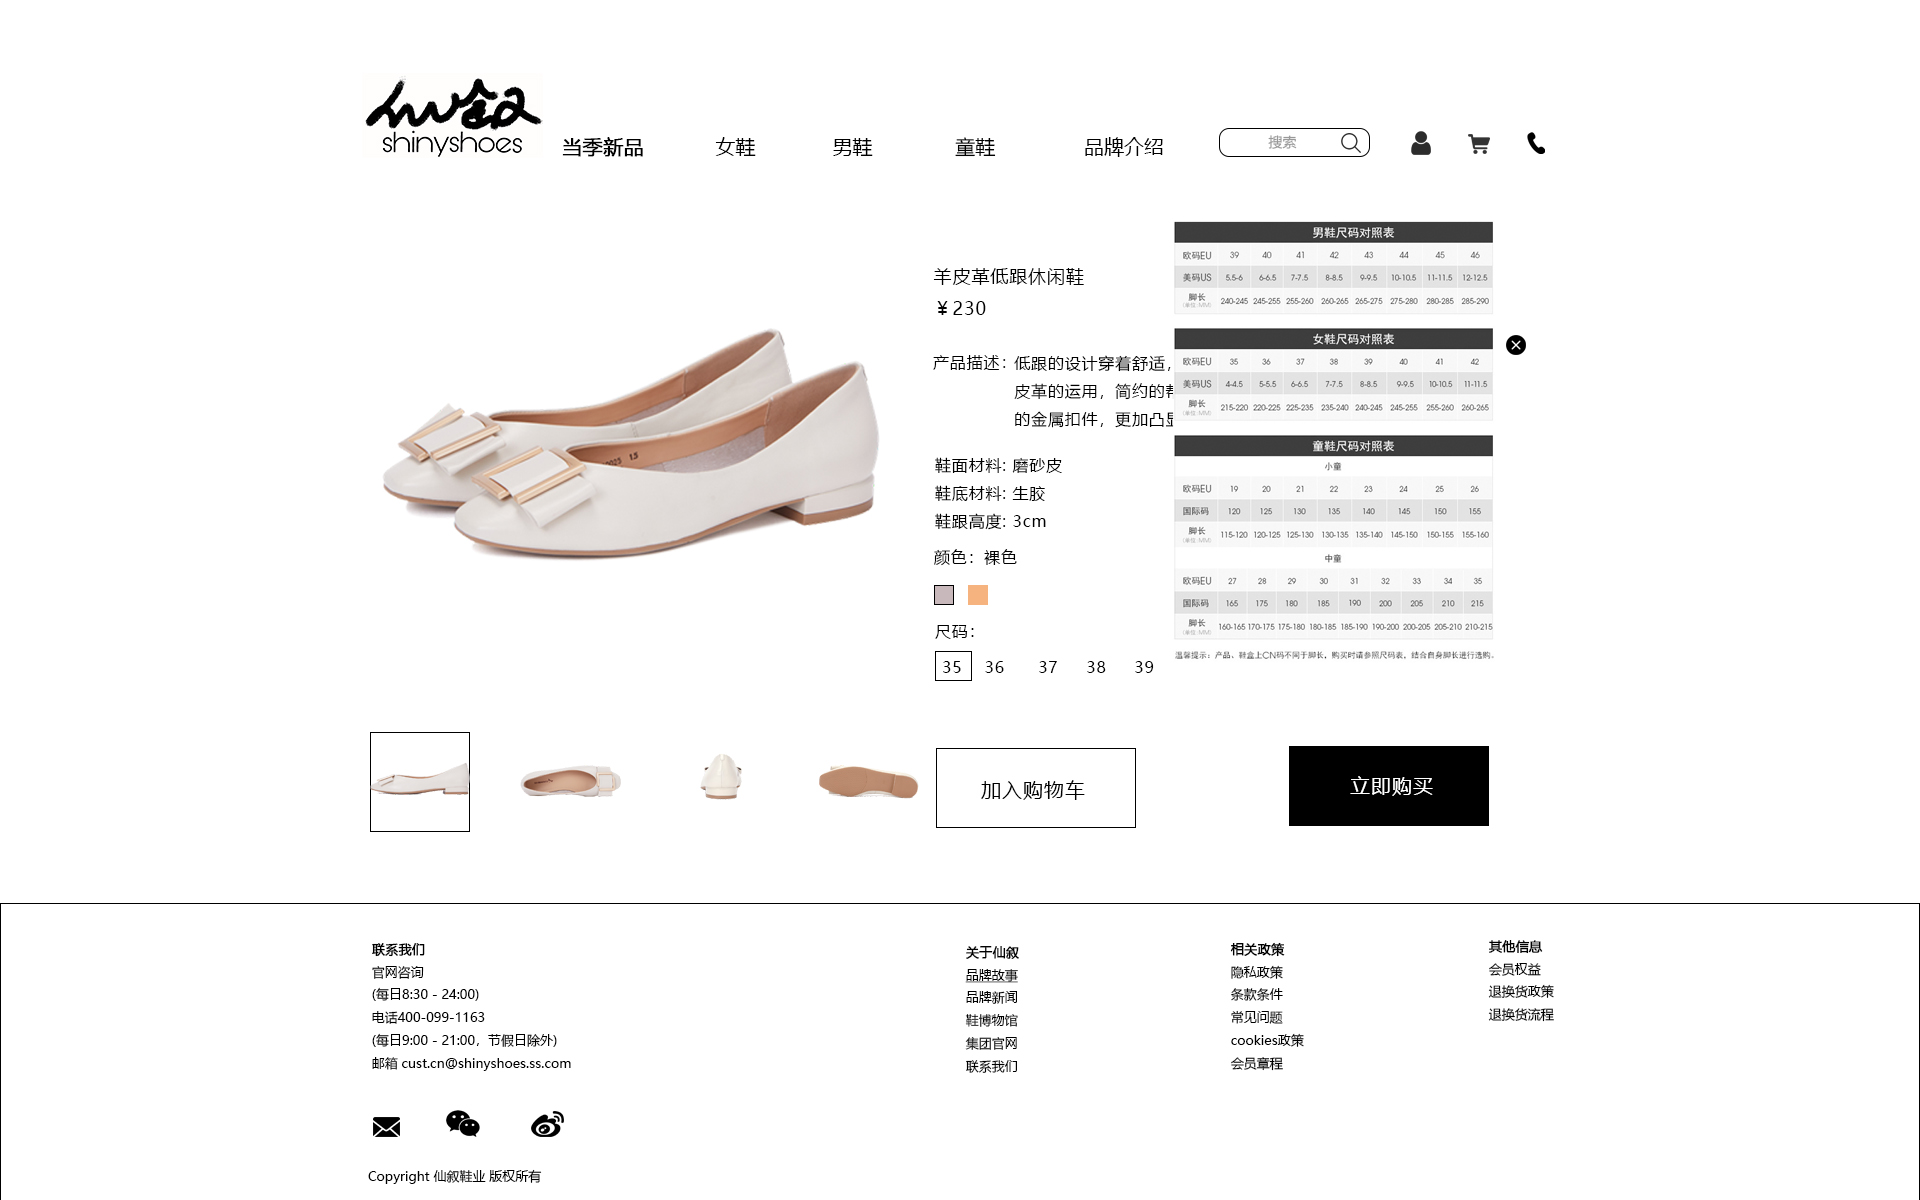 仙叙
shinyshoes
当季新品 女鞋 男鞋 童鞋 品牌介绍 搜索
羊皮革低跟休闲鞋
¥230
产品描述：低跟的设计穿着舒适，
皮革的运用，简约的
的金属扣件，更加凸
鞋面材料: 磨砂皮
鞋底材料: 生胶
鞋跟高度: 3cm
颜色：裸色
尺码：
35 36 37 38 39
男鞋尺码对照表
欧码EU 39 40 41 42 43 44 45 46
美码US 5.5-6 6-6.5 7-7.5 8-8.5 9-9.5 10-10.5 11-11.5 12-12.5
脚长 240-245 245-255 255-260 260-265 265-275 275-280 280-285 285-290
(单位:MM)
女鞋尺码对照表
欧码EU 35 36 37 38 39 40 41 42
美码US 4-4.5 5-5.5 6-6.5 7-7.5 8-8.5 9-9.5 10-10.5 11-11.5
脚长 215-220 220-225 225-235 235-240 240-245 245-255 255-260 260-265
(单位:MM)
童鞋尺码对照表
小童
欧码EU 19 20 21 22 23 24 25 26
国际码 120 125 130 135 140 145 150 155
脚长 115-120 120-125 125-130 130-135 135-140 145-150 150-155 155-160
(单位:MM)
中童
欧码EU 27 28 29 30 31 32 33 34 35
国际码 165 175 180 185 190 200 205 210 215
脚长 160-165 170-175 175-180 180-185 185-190 190-200 200-205 205-210 210-215
(单位:MM)
温馨提示：产品、鞋盒上CN码不同于脚长，购买时请参照尺码表，结合自身脚长进行选购。
加入购物车
立即购买
联系我们
官网咨询
(每日8:30 - 24:00)
电话400-099-1163
(每日9:00 - 21:00，节假日除外)
邮箱 cust.cn@shinyshoes.ss.com
关于仙叙
品牌故事
品牌新闻
鞋博物馆
集团官网
联系我们
相关政策
隐私政策
条款条件
常见问题
cookies政策
会员章程
其他信息
会员权益
退换货政策
退换货流程
Copyright 仙叙鞋业 版权所有